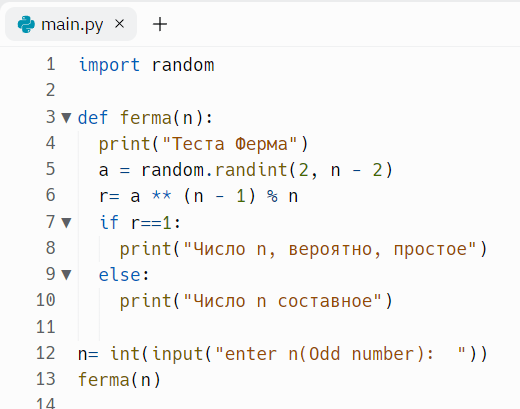 main.py × +
1 import random
2
3 ▼ def ferma(n):
4 print("Теста Ферма")
5 a = random.randint(2, n - 2)
6 r= a ** (n - 1) % n
7 ▼ if r==1:
8 print("Число n, вероятно, простое")
9 ▼ else:
10 print("Число n составное")
11
12 n= int(input("enter n(Odd number):  "))
13 ferma(n)
14